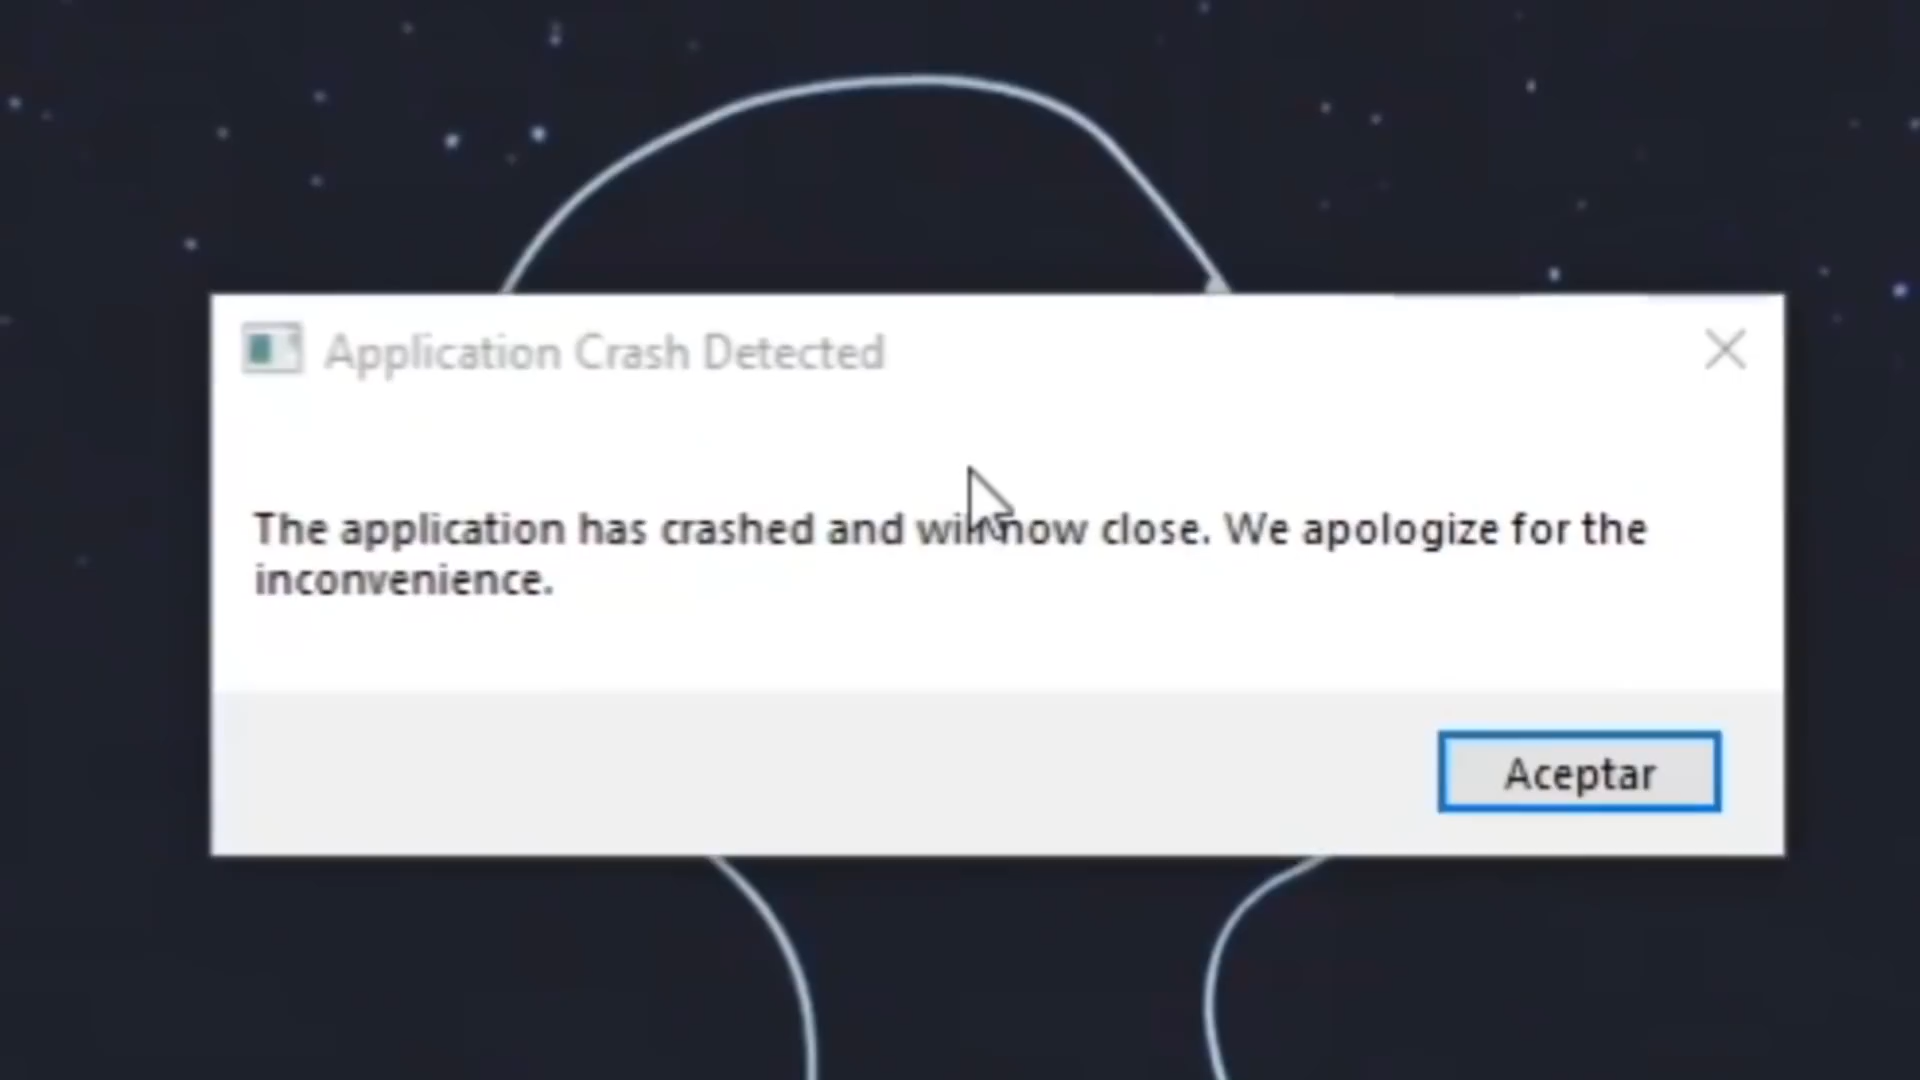 Application Crash Detected
The application has crashed and will now close. We apologize for the
inconvenience.
Aceptar